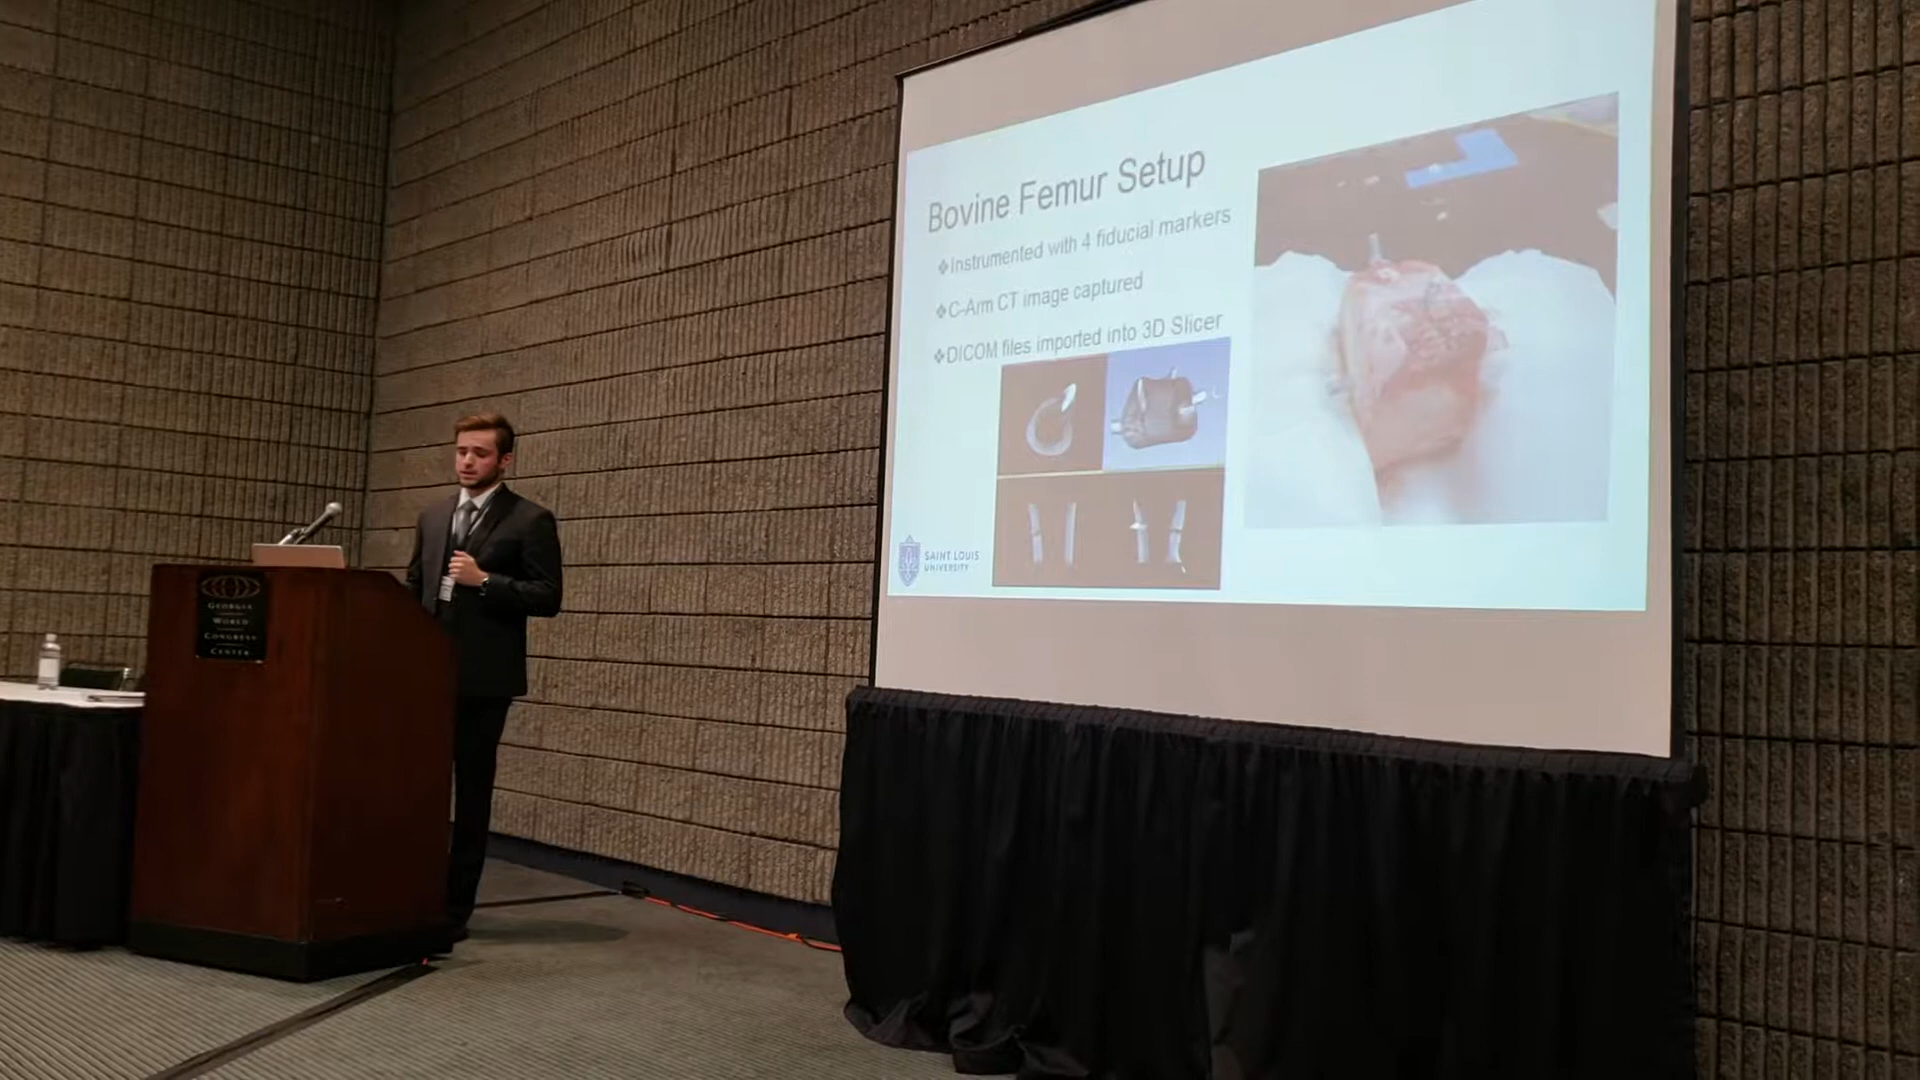 Bovine Femur Setup
❖Instrumented with 4 fiducial markers
❖C-Arm CT image captured
❖DICOM files imported into 3D Slicer
SAINT LOUIS
UNIVERSITY
GEORGIA
WORLD
CONGRESS
CENTER